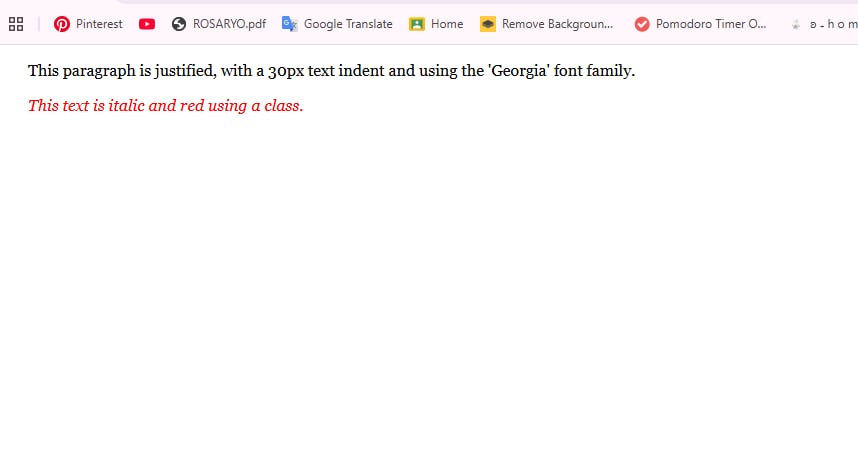 Pinterest ROSARYO.pdf Google Translate Home Remove Backgroun... Pomodoro Timer O... ʚ - h o m
This paragraph is justified, with a 30px text indent and using the 'Georgia' font family.
This text is italic and red using a class.